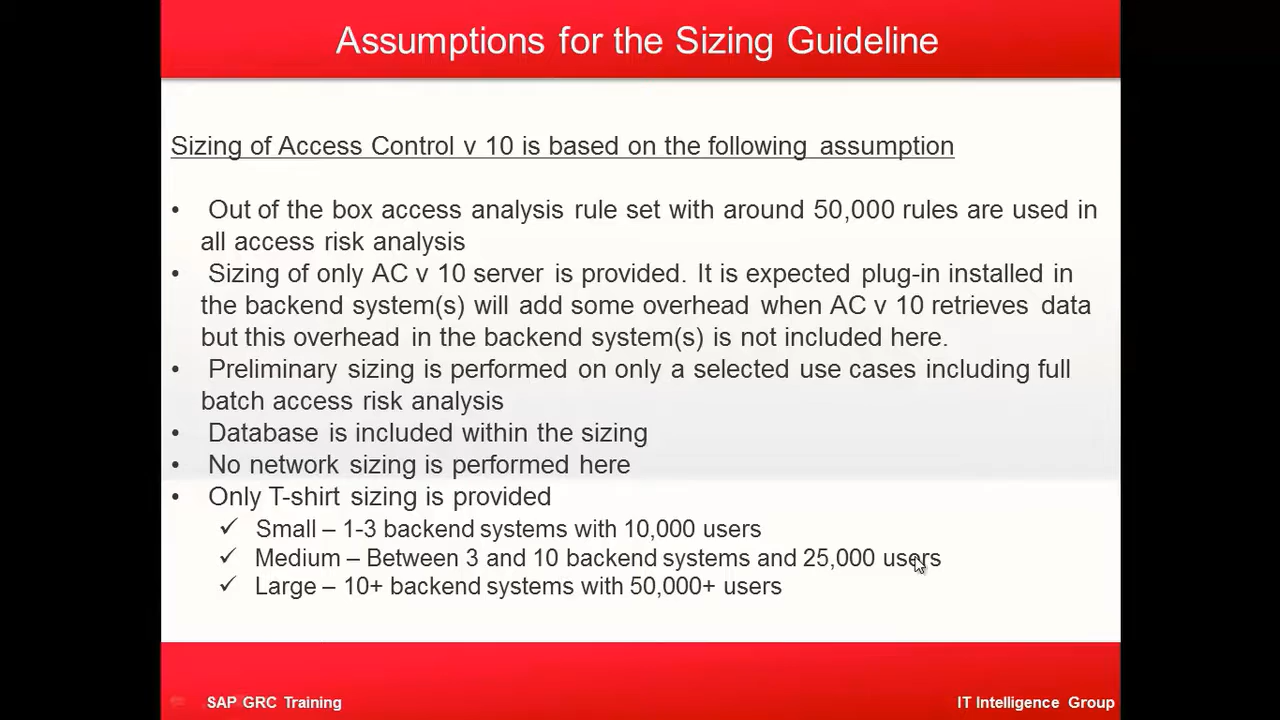 Assumptions for the Sizing Guideline
Sizing of Access Control v 10 is based on the following assumption
• Out of the box access analysis rule set with around 50,000 rules are used in
all access risk analysis
• Sizing of only AC v 10 server is provided. It is expected plug-in installed in
the backend system(s) will add some overhead when AC v 10 retrieves data
but this overhead in the backend system(s) is not included here.
• Preliminary sizing is performed on only a selected use cases including full
batch access risk analysis
• Database is included within the sizing
• No network sizing is performed here
• Only T-shirt sizing is provided
✓ Small – 1-3 backend systems with 10,000 users
✓ Medium – Between 3 and 10 backend systems and 25,000 users
✓ Large – 10+ backend systems with 50,000+ users
SAP GRC Training
IT Intelligence Group